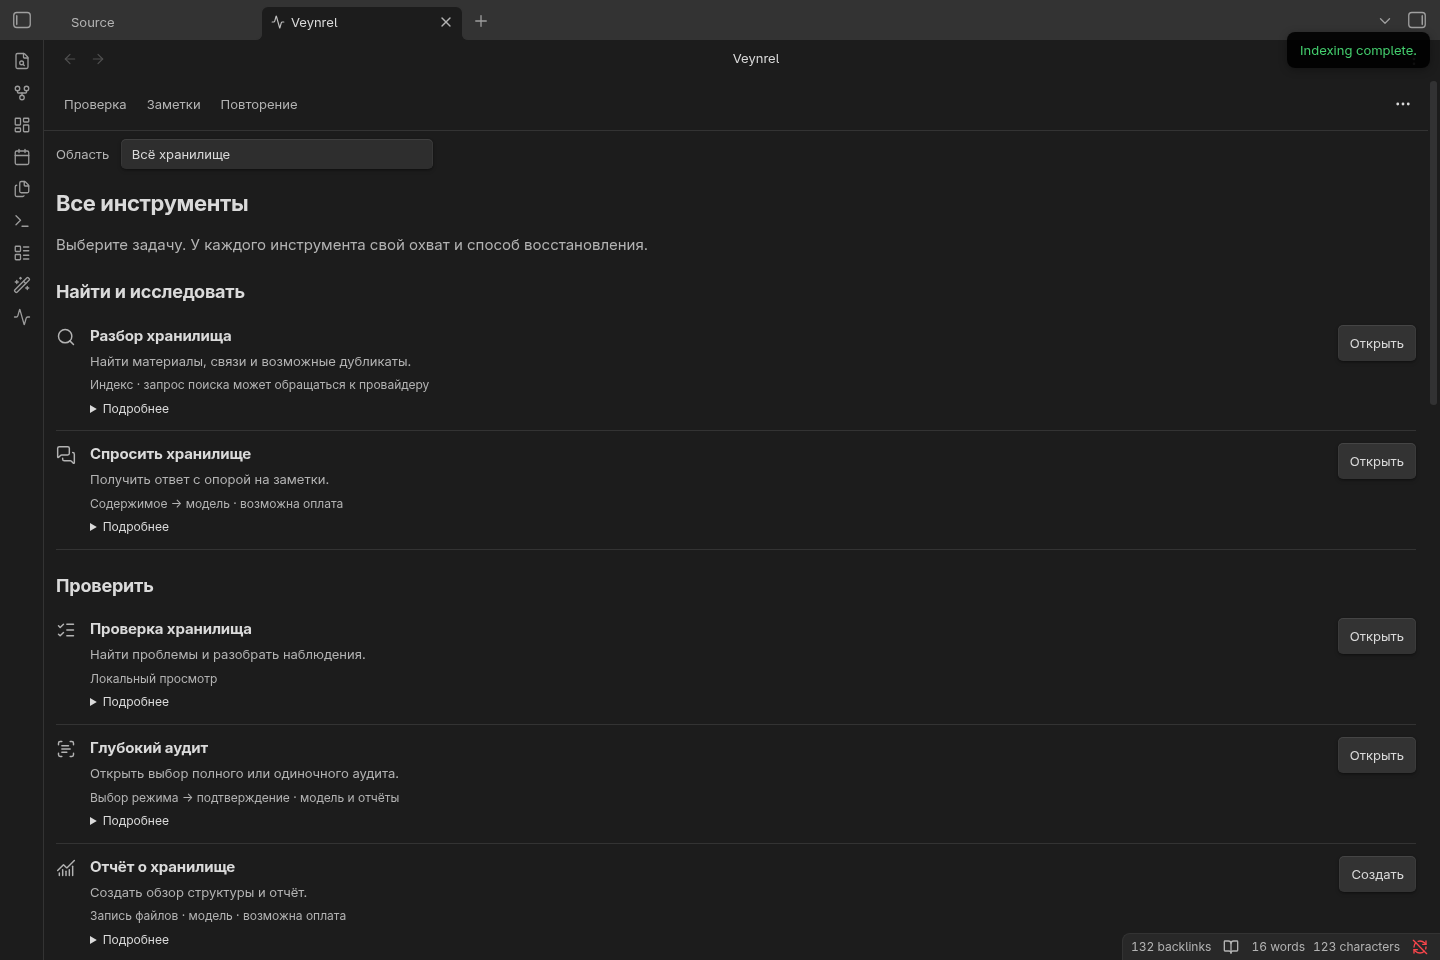 Source
Veynrel
Indexing complete.
Veynrel
Проверка
Заметки
Повторение
Область
Всё хранилище
Все инструменты
Выберите задачу. У каждого инструмента свой охват и способ восстановления.
Найти и исследовать
Разбор хранилища
Открыть
Найти материалы, связи и возможные дубликаты.
Индекс · запрос поиска может обращаться к провайдеру
Подробнее
Спросить хранилище
Открыть
Получить ответ с опорой на заметки.
Содержимое → модель · возможна оплата
Подробнее
Проверить
Проверка хранилища
Открыть
Найти проблемы и разобрать наблюдения.
Локальный просмотр
Подробнее
Глубокий аудит
Открыть
Открыть выбор полного или одиночного аудита.
Выбор режима → подтверждение · модель и отчёты
Подробнее
Отчёт о хранилище
Создать
Создать обзор структуры и отчёт.
Запись файлов · модель · возможна оплата
Подробнее
132 backlinks
16 words
123 characters